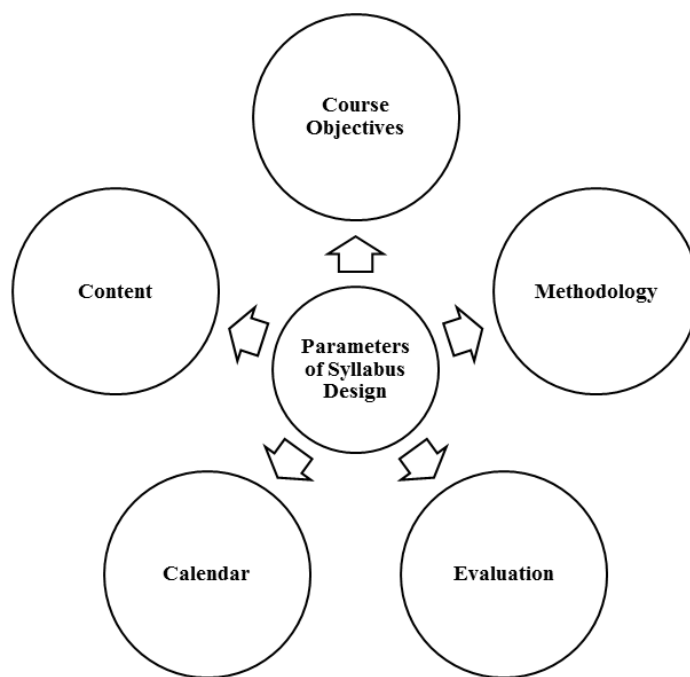 Course
Objectives
Content
Methodology
Parameters
of Syllabus
Design
Calendar
Evaluation